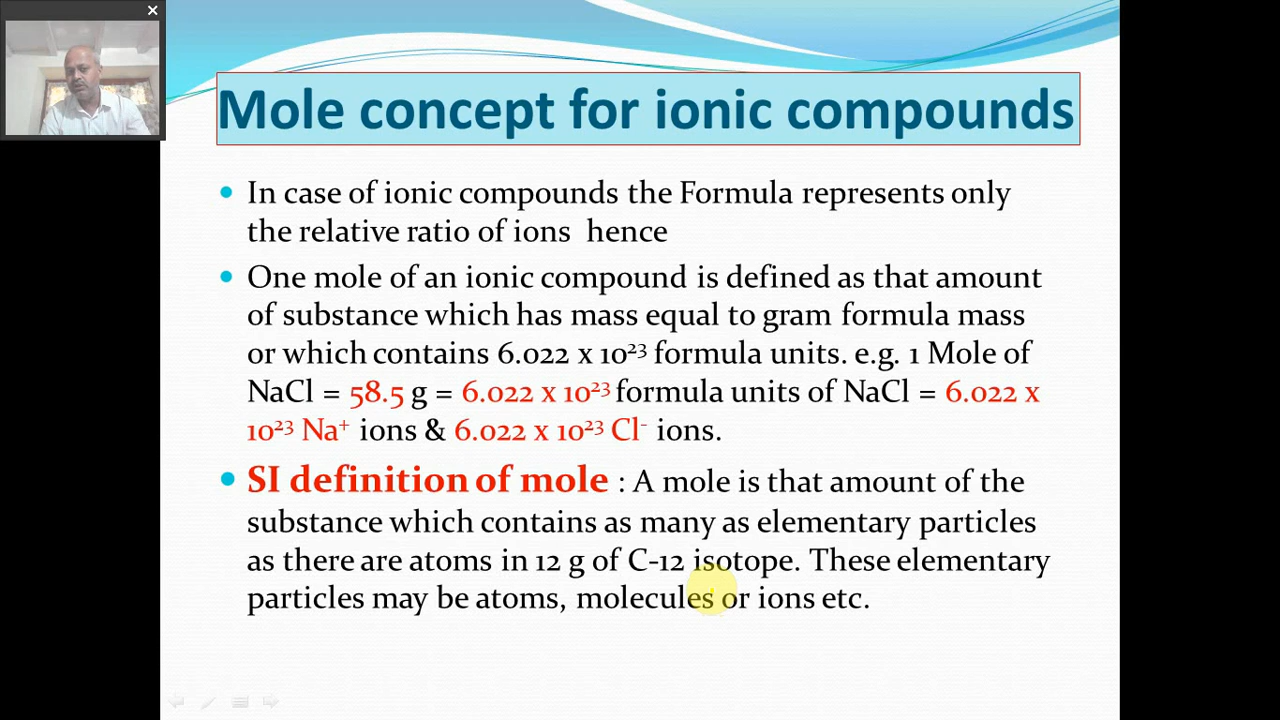 Mole concept for ionic compounds
• In case of ionic compounds the Formula represents only
the relative ratio of ions hence
• One mole of an ionic compound is defined as that amount
of substance which has mass equal to gram formula mass
or which contains 6.022 x 10²³ formula units. e.g. 1 Mole of
NaCl = 58.5 g = 6.022 x 10²³ formula units of NaCl = 6.022 x
10²³ Na⁺ ions & 6.022 x 10²³ Cl⁻ ions.
• SI definition of mole : A mole is that amount of the
substance which contains as many as elementary particles
as there are atoms in 12 g of C-12 isotope. These elementary
particles may be atoms, molecules or ions etc.